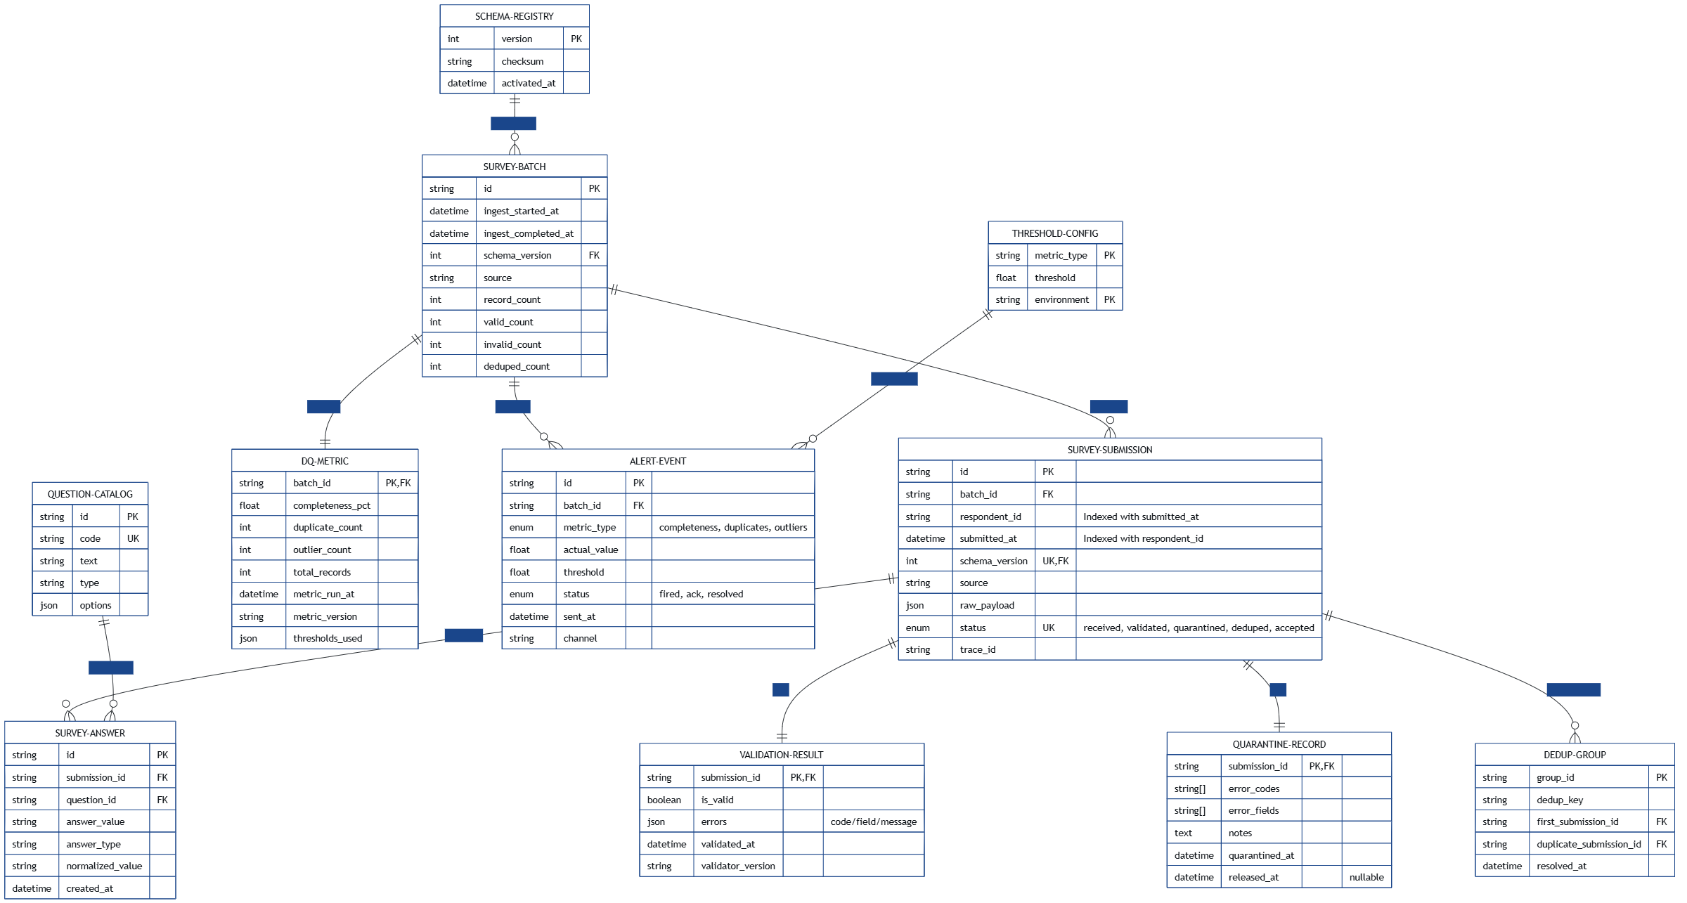 SCHEMA-REGISTRY
int version PK
string checksum
datetime activated_at
SURVEY-BATCH
string id PK
datetime ingest_started_at
datetime ingest_completed_at
int schema_version FK
string source
int record_count
int valid_count
int invalid_count
int deduped_count
THRESHOLD-CONFIG
string metric_type PK
float threshold
string environment PK
DQ-METRIC
string batch_id PK,FK
float completeness_pct
int duplicate_count
int outlier_count
int total_records
datetime metric_run_at
string metric_version
json thresholds_used
ALERT-EVENT
string id PK
string batch_id FK
enum metric_type completeness, duplicates, outliers
float actual_value
float threshold
enum status fired, ack, resolved
datetime sent_at
string channel
SURVEY-SUBMISSION
string id PK
string batch_id FK
string respondent_id Indexed with submitted_at
datetime submitted_at Indexed with respondent_id
int schema_version UK,FK
string source
json raw_payload
enum status UK received, validated, quarantined, deduped, accepted
string trace_id
QUESTION-CATALOG
string id PK
string code UK
string text
string type
json options
SURVEY-ANSWER
string id PK
string submission_id FK
string question_id FK
string answer_value
string answer_type
string normalized_value
datetime created_at
VALIDATION-RESULT
string submission_id PK,FK
boolean is_valid
json errors code/field/message
datetime validated_at
string validator_version
QUARANTINE-RECORD
string submission_id PK,FK
string[] error_codes
string[] error_fields
text notes
datetime quarantined_at
datetime released_at nullable
DEDUP-GROUP
string group_id PK
string dedup_key
string first_submission_id FK
string duplicate_submission_id FK
datetime resolved_at